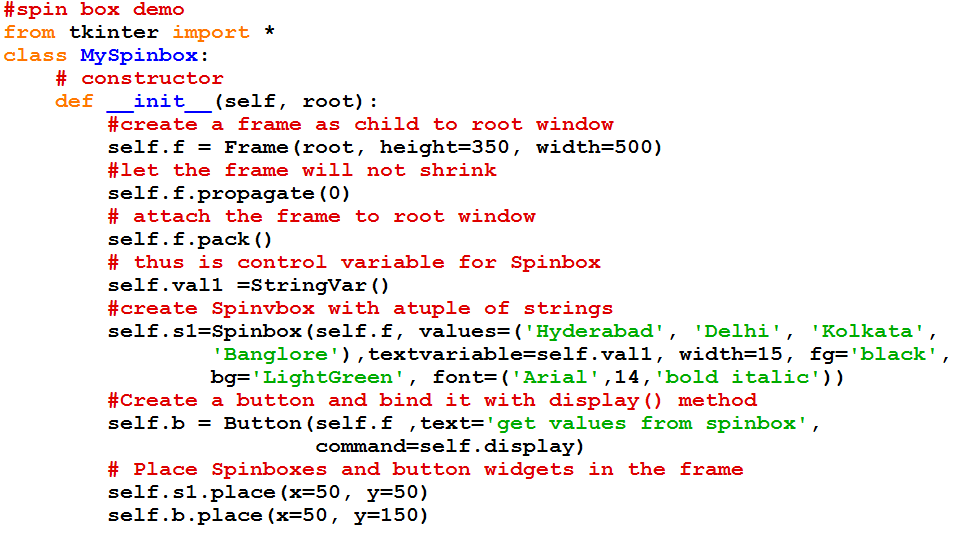 #spin box demo
from tkinter import *
class MySpinbox:
    # constructor
    def __init__(self, root):
        #create a frame as child to root window
        self.f = Frame(root, height=350, width=500)
        #let the frame will not shrink
        self.f.propagate(0)
        # attach the frame to root window
        self.f.pack()
        # thus is control variable for Spinbox
        self.val1 =StringVar()
        #create Spinvbox with atuple of strings
        self.s1=Spinbox(self.f, values=('Hyderabad', 'Delhi', 'Kolkata',
                'Banglore'),textvariable=self.val1, width=15, fg='black',
                bg='LightGreen', font=('Arial',14,'bold italic'))
        #Create a button and bind it with display() method
        self.b = Button(self.f ,text='get values from spinbox',
                        command=self.display)
        # Place Spinboxes and button widgets in the frame
        self.s1.place(x=50, y=50)
        self.b.place(x=50, y=150)